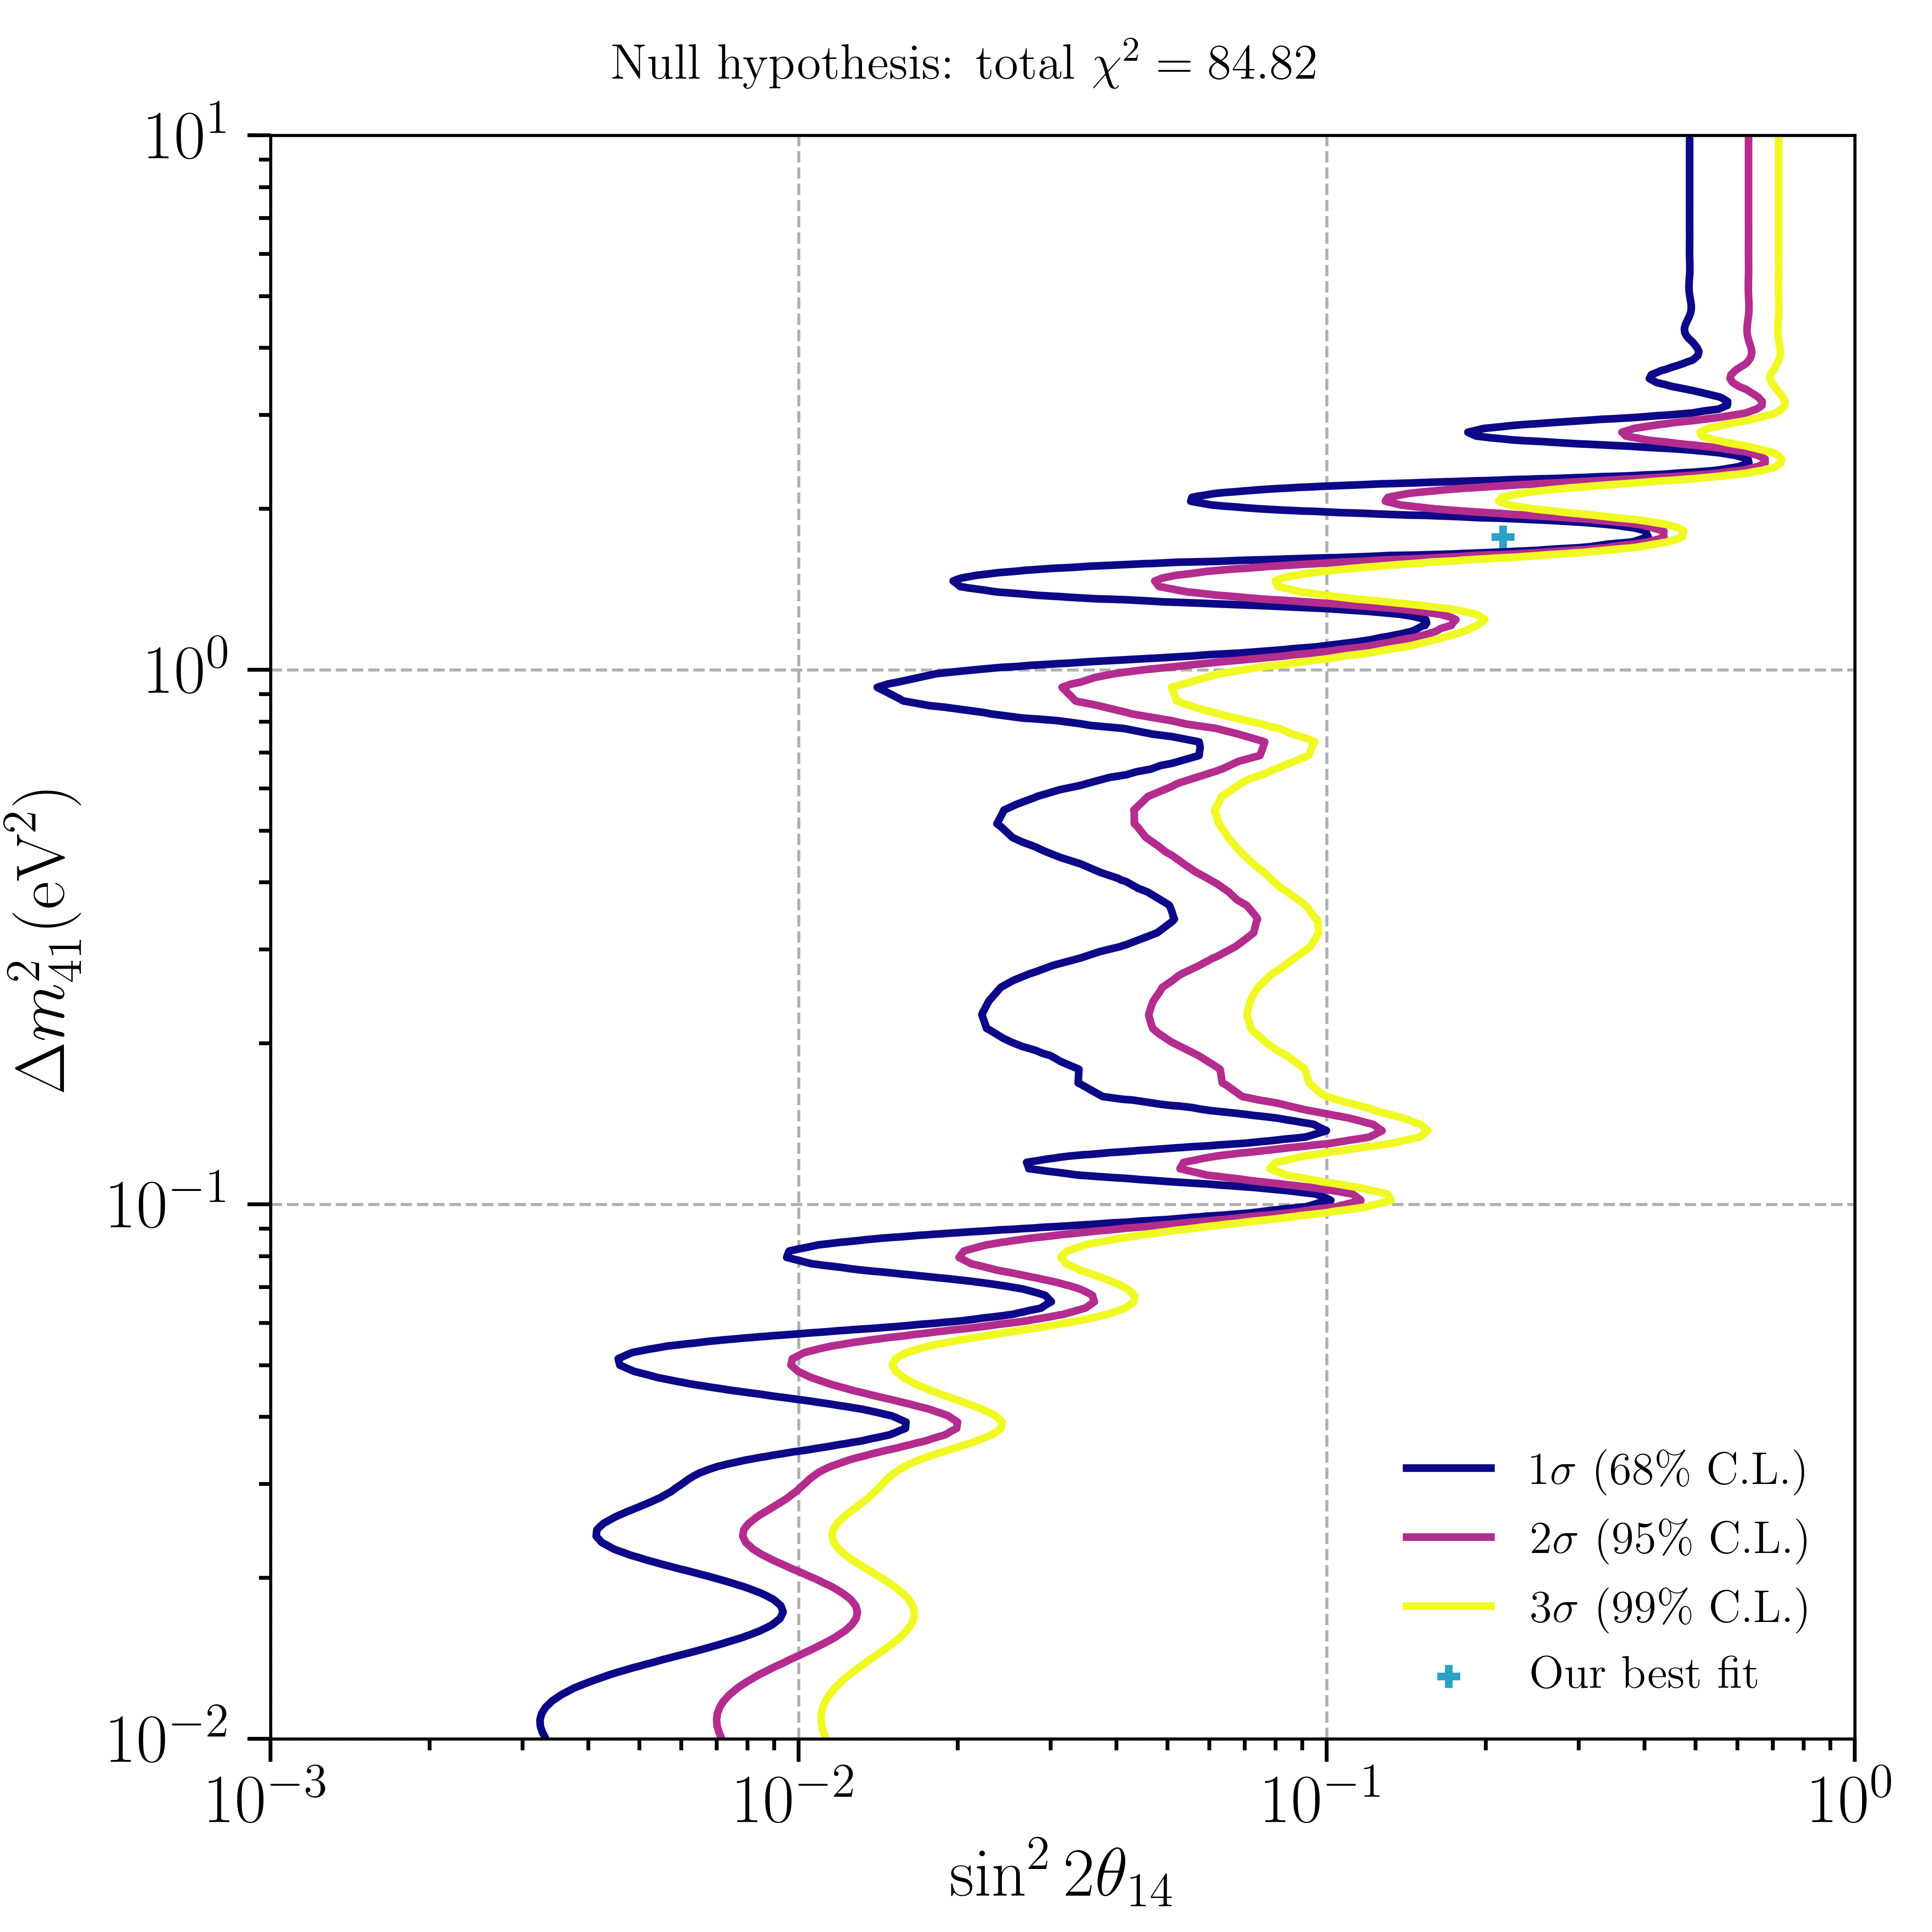 Null hypothesis: total χ² = 84.82
10¹
10⁰
10⁻¹
10⁻²
Δm²₄₁(eV²)
1σ (68% C.L.)
2σ (95% C.L.)
3σ (99% C.L.)
Our best fit
10⁻³ 10⁻² 10⁻¹ 10⁰
sin² 2θ₁₄